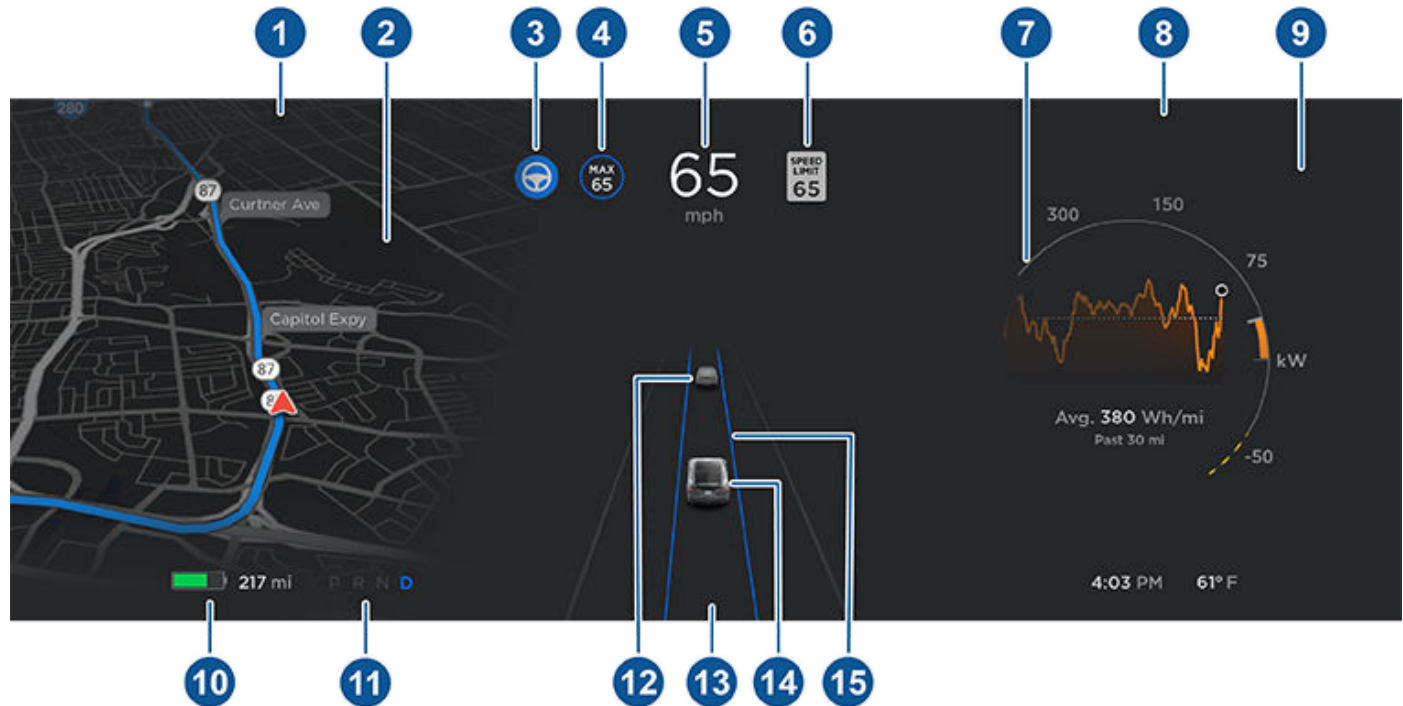 1 2 3 4 5 6 7 8 9
280
87
Curtner Ave
Capitol Expy
87
MAX
65
65
mph
SPEED
LIMIT
65
300 150
75
kW
-50
Avg. 380 Wh/mi
Past 30 mi
217 mi P R N D
4:03 PM 61° F
10 11 12 13 14 15